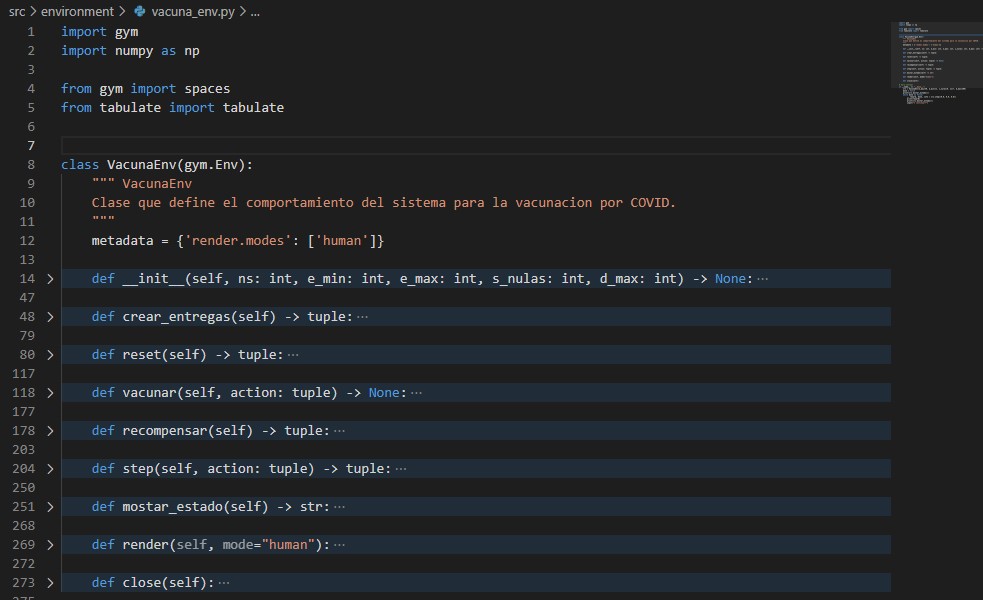 src > environment > vacuna_env.py > ...
1 import gym
2 import numpy as np
3
4 from gym import spaces
5 from tabulate import tabulate
6
7
8 class VacunaEnv(gym.Env):
9 """ VacunaEnv
10 Clase que define el comportamiento del sistema para la vacunacion por COVID.
11 """
12 metadata = {'render.modes': ['human']}
13
14 > def __init__(self, ns: int, e_min: int, e_max: int, s_nulas: int, d_max: int) -> None: ...
47
48 > def crear_entregas(self) -> tuple: ...
79
80 > def reset(self) -> tuple: ...
117
118 > def vacunar(self, action: tuple) -> None: ...
177
178 > def recompensar(self) -> tuple: ...
203
204 > def step(self, action: tuple) -> tuple: ...
250
251 > def mostar_estado(self) -> str: ...
268
269 > def render(self, mode="human"): ...
272
273 > def close(self): ...
275